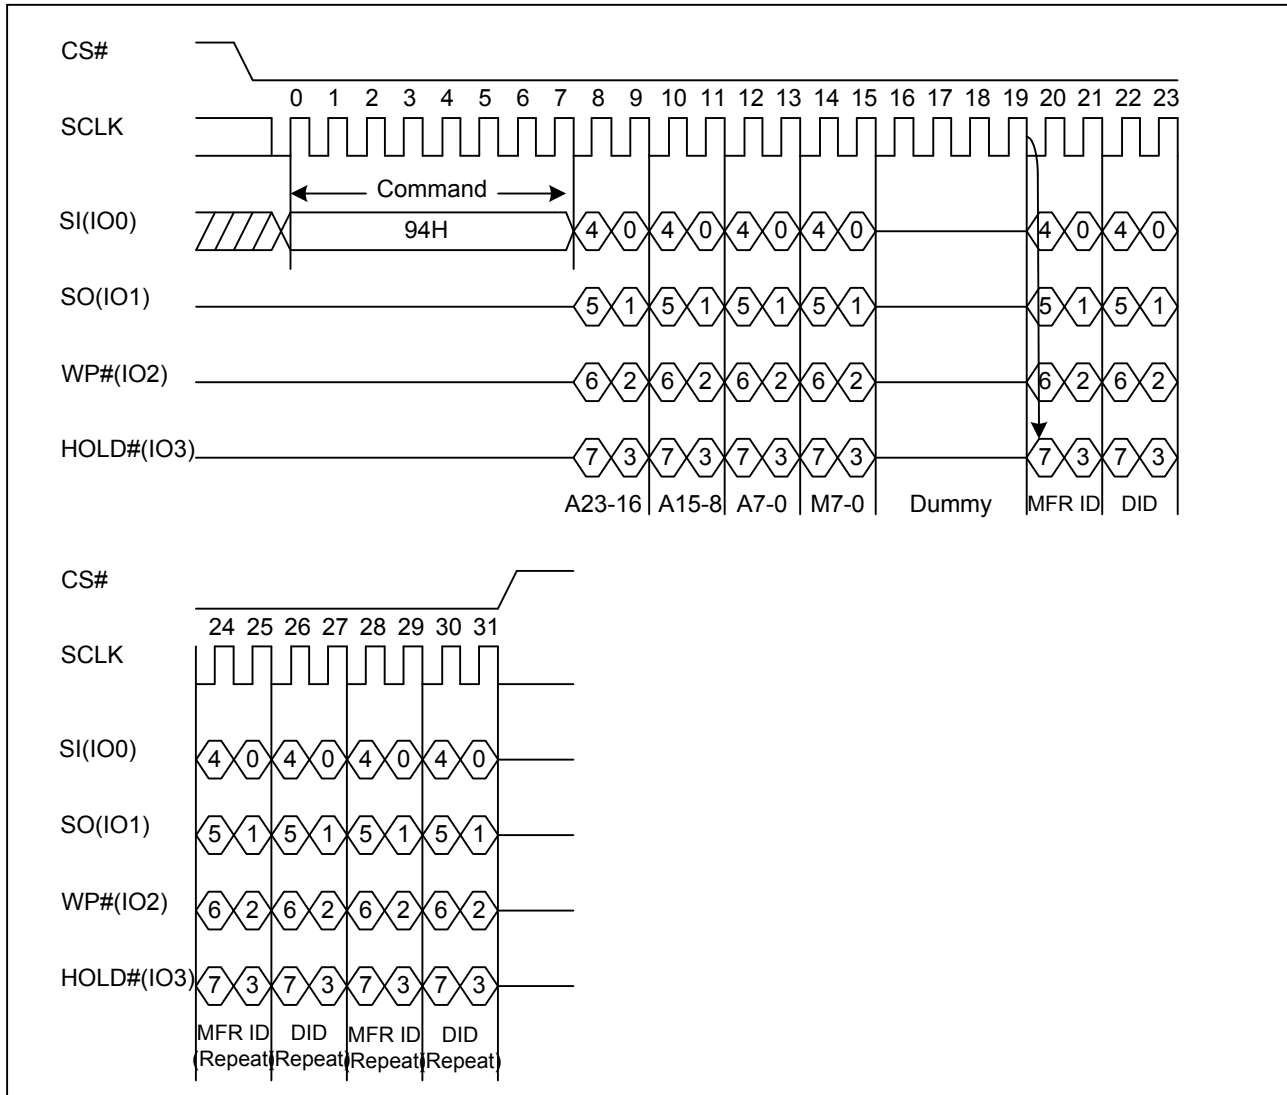 CS#
0 1 2 3 4 5 6 7 8 9 10 11 12 13 14 15 16 17 18 19 20 21 22 23
SCLK
Command
SI(IO0) 94H 4 0 4 0 4 0 4 0 4 0 4 0
SO(IO1) 5 1 5 1 5 1 5 1 5 1 5 1
WP#(IO2) 6 2 6 2 6 2 6 2 6 2 6 2
HOLD#(IO3) 7 3 7 3 7 3 7 3 7 3 7 3
A23-16 A15-8 A7-0 M7-0 Dummy MFR ID DID
CS#
24 25 26 27 28 29 30 31
SCLK
SI(IO0) 4 0 4 0 4 0 4 0
SO(IO1) 5 1 5 1 5 1 5 1
WP#(IO2) 6 2 6 2 6 2 6 2
HOLD#(IO3) 7 3 7 3 7 3 7 3
MFR ID DID MFR ID DID
(Repeat) (Repeat) (Repeat) (Repeat)